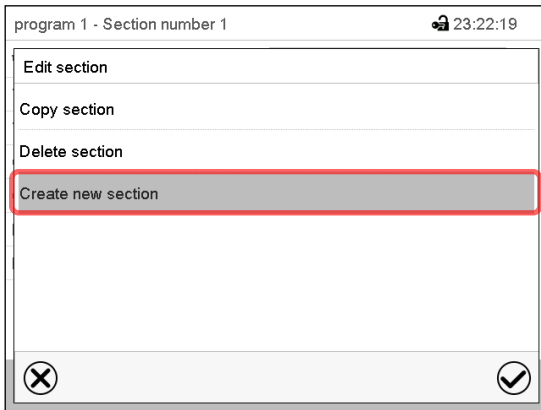 program 1 - Section number 1 23:22:19
Edit section
Copy section
Delete section
Create new section